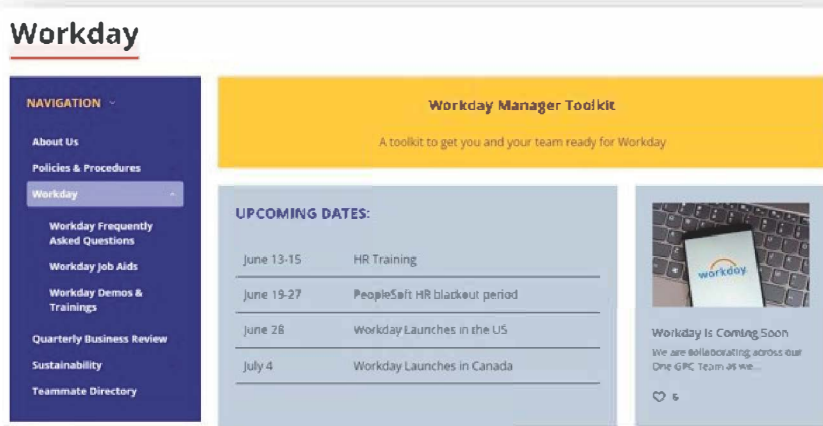 Workday
NAVIGATION
About Us
Policies & Procedures
Workday
Workday Frequently
Asked Questions
Workday Job Aids
Workday Demos &
Trainings
Quarterly Business Review
Sustainability
Teammate Directory
Workday Manager Toolkit
A toolkit to get you and your team ready for Workday
UPCOMING DATES:
June 13-15 HR Training
June 19-27 PeopleSoft HR blackout period
June 28 Workday Launches in the US
July 4 Workday Launches in Canada
workday
Workday Is Coming Soon
We are collaborating across our
One GPC Team as we...
6